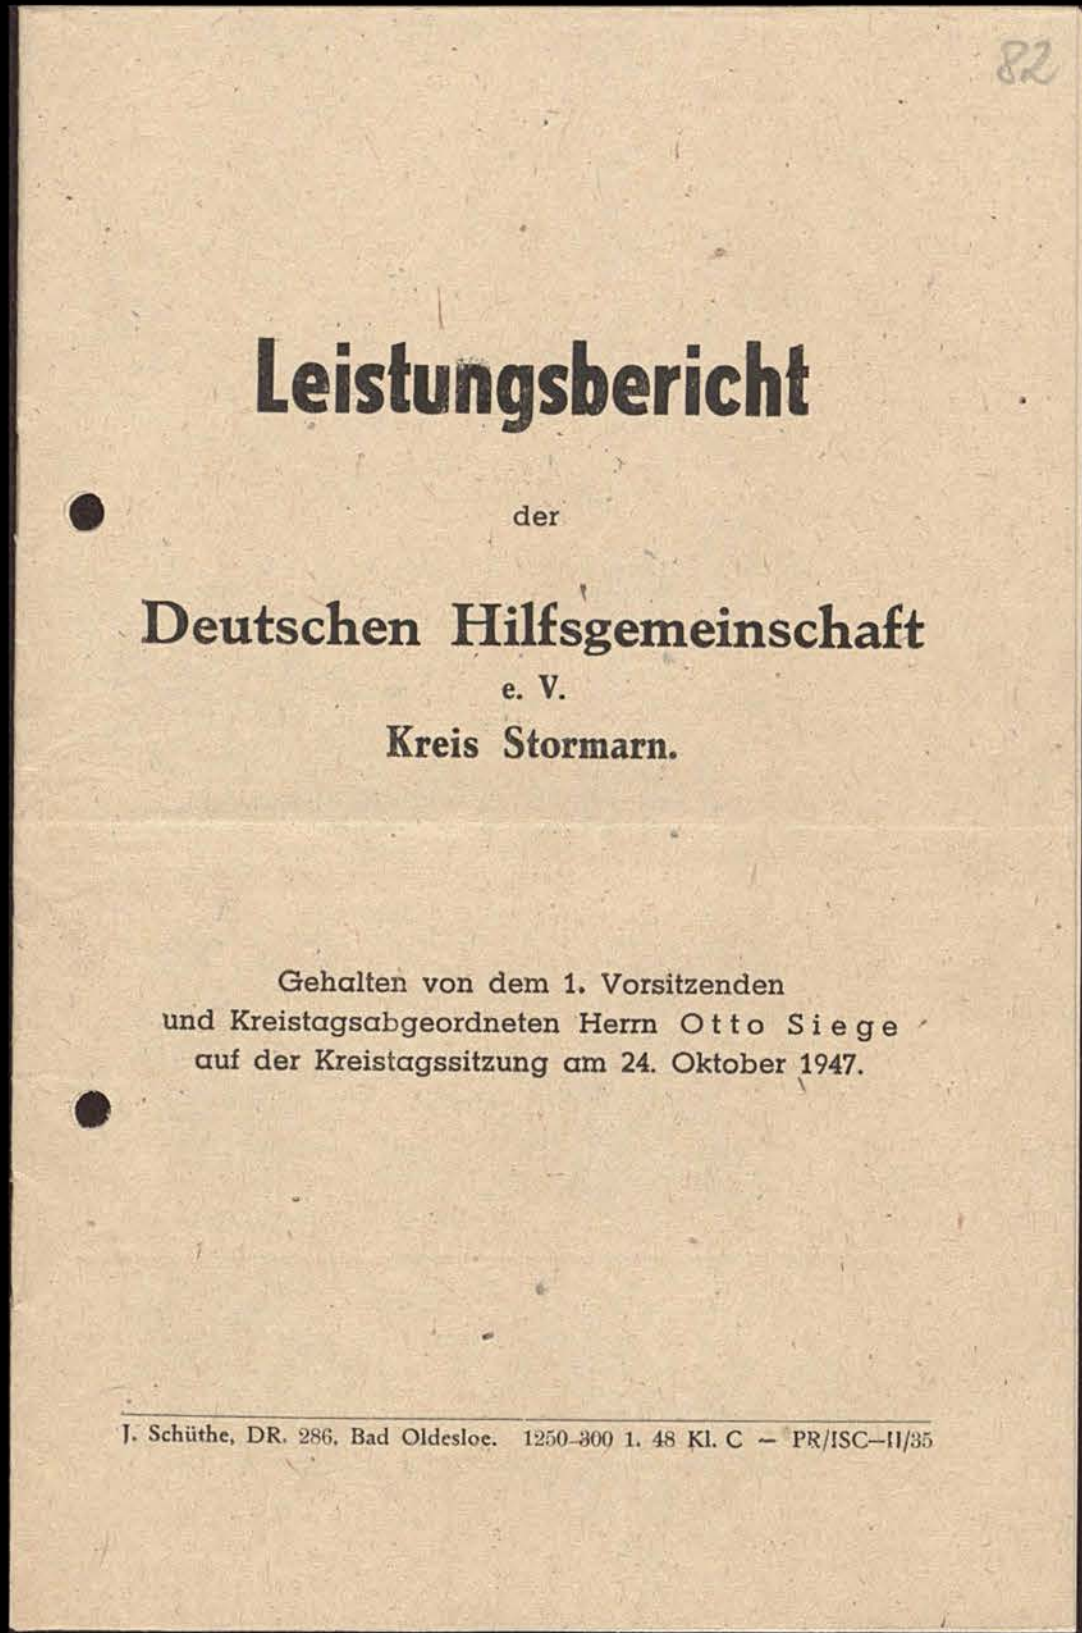 82
Leistungsbericht
der
Deutschen Hilfsgemeinschaft
e. V.
Kreis Stormarn.
Gehalten von dem 1. Vorsitzenden
und Kreistagsabgeordneten Herrn Otto Siege
auf der Kreistagssitzung am 24. Oktober 1947.
J. Schüthe, DR. 286, Bad Oldesloe. 1250-300 1. 48 Kl. C — PR/ISC—II/35